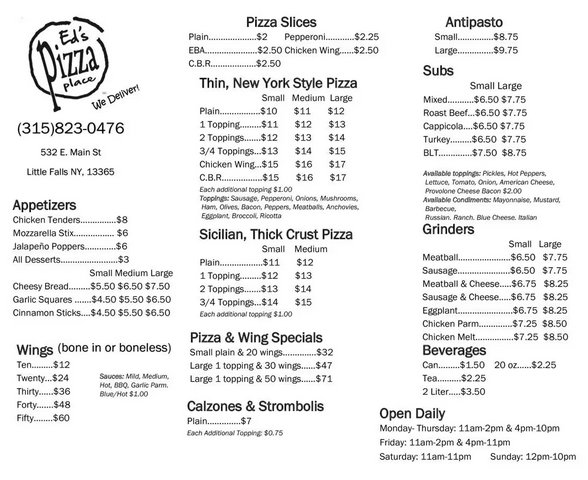 Ed's
Pizza
place
We Deliver!
(315)823-0476
532 E. Main St
Little Falls NY, 13365
Appetizers
Chicken Tenders...............$8
Mozzarella Stix................. $6
Jalapeño Poppers.............$6
All Desserts.......................$3
Small Medium Large
Cheesy Bread.........$5.50 $6.50 $7.50
Garlic Squares .......$4.50 $5.50 $6.50
Cinnamon Sticks....$4.50 $5.50 $6.50
Wings (bone in or boneless)
Ten.........$12
Twenty...$24
Thirty......$36
Forty.......$48
Fifty........$60
Sauces: Mild, Medium,
Hot, BBQ, Garlic Parm.
Blue/Hot $1.00
Pizza Slices
Plain.....................$2 Pepperoni............$2.25
EBA......................$2.50 Chicken Wing.....$2.50
C.B.R...................$2.50
Thin, New York Style Pizza
Small Medium Large
Plain.................$10 $11 $12
1 Topping.........$11 $12 $13
2 Toppings.......$12 $13 $14
3/4 Toppings...$13 $14 $15
Chicken Wing...$15 $16 $17
C.B.R.................$15 $16 $17
Each additional topping $1.00
Toppings: Sausage, Pepperoni, Onions, Mushrooms,
Ham, Olives, Bacon, Peppers, Meatballs, Anchovies,
Eggplant, Broccoli, Ricotta
Sicilian, Thick Crust Pizza
Small Medium
Plain..................$11 $12
1 Topping.........$12 $13
2 Toppings.......$13 $14
3/4 Toppings...$14 $15
Each additional topping $1.00
Pizza & Wing Specials
Small plain & 20 wings..............$32
Large 1 topping & 30 wings......$47
Large 1 topping & 50 wings......$71
Calzones & Strombolis
Plain...............$7
Each Additional Topping: $0.75
Antipasto
Small..............$8.75
Large..............$9.75
Subs
Small Large
Mixed...........$6.50 $7.75
Roast Beef...$6.50 $7.75
Cappicola....$6.50 $7.75
Turkey..........$6.50 $7.75
BLT..............$7.50 $8.75
Available toppings: Pickles, Hot Peppers,
Lettuce, Tomato, Onion, American Cheese,
Provolone Cheese Bacon $2.00
Available Condiments: Mayonnaise, Mustard,
Barbecue,
Russian, Ranch, Blue Cheese, Italian
Grinders
Small Large
Meatball.......................$6.50 $7.75
Sausage.......................$6.50 $7.75
Meatball & Cheese.....$6.75 $8.25
Sausage & Cheese.....$6.75 $8.25
Eggplant.......................$6.75 $8.25
Chicken Parm..............$7.25 $8.50
Chicken Melt................$7.25 $8.50
Beverages
Can.........$1.50 20 oz......$2.25
Tea..........$2.25
2 Liter.....$3.50
Open Daily
Monday- Thursday: 11am-2pm & 4pm-10pm
Friday: 11am-2pm & 4pm-11pm
Saturday: 11am-11pm Sunday: 12pm-10pm